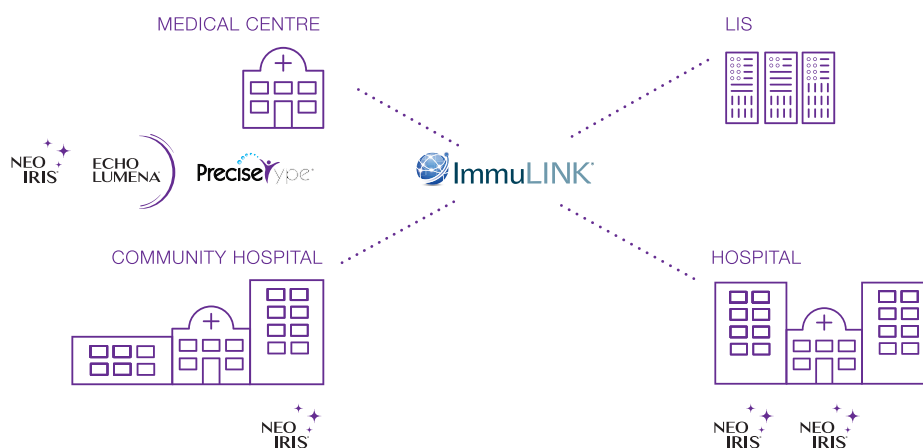 MEDICAL CENTRE
LIS
NEO
IRIS®
ECHO
LUMENA®
PreciseType®
ImmuLINK®
COMMUNITY HOSPITAL
HOSPITAL
NEO
IRIS®
NEO
IRIS®
NEO
IRIS®